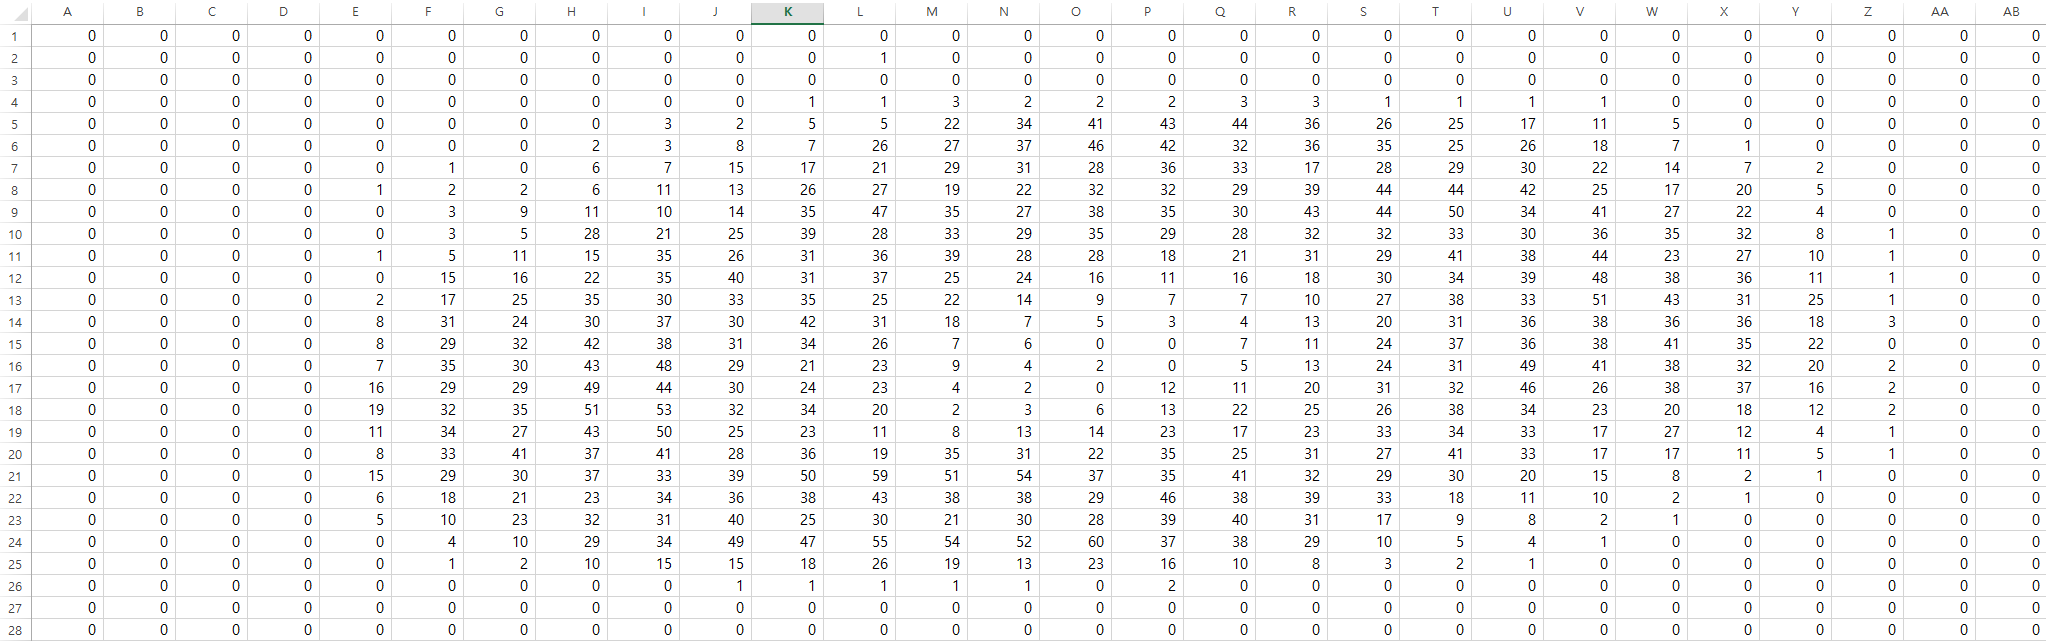 A B C D E F G H I J K L M N O P Q R S T U V W X Y Z AA AB
1 0 0 0 0 0 0 0 0 0 0 0 0 0 0 0 0 0 0 0 0 0 0 0 0 0 0 0 0
2 0 0 0 0 0 0 0 0 0 0 0 1 0 0 0 0 0 0 0 0 0 0 0 0 0 0 0 0
3 0 0 0 0 0 0 0 0 0 0 0 0 0 0 0 0 0 0 0 0 0 0 0 0 0 0 0 0
4 0 0 0 0 0 0 0 0 0 0 1 1 3 2 2 2 3 3 1 1 1 1 0 0 0 0 0 0
5 0 0 0 0 0 0 0 0 3 2 5 5 22 34 41 43 44 36 26 25 17 11 5 0 0 0 0 0
6 0 0 0 0 0 0 0 2 3 8 7 26 27 37 46 42 32 36 35 25 26 18 7 1 0 0 0 0
7 0 0 0 0 0 1 0 6 7 15 17 21 29 31 28 36 33 17 28 29 30 22 14 7 2 0 0 0
8 0 0 0 0 1 2 2 6 11 13 26 27 19 22 32 32 29 39 44 44 42 25 17 20 5 0 0 0
9 0 0 0 0 0 3 9 11 10 14 35 47 35 27 38 35 30 43 44 50 34 41 27 22 4 0 0 0
10 0 0 0 0 0 3 5 28 21 25 39 28 33 29 35 29 28 32 32 33 30 36 35 32 8 1 0 0
11 0 0 0 0 1 5 11 15 35 26 31 36 39 28 28 18 21 31 29 41 38 44 23 27 10 1 0 0
12 0 0 0 0 0 15 16 22 35 40 31 37 25 24 16 11 16 18 30 34 39 48 38 36 11 1 0 0
13 0 0 0 0 2 17 25 35 30 33 35 25 22 14 9 7 7 10 27 38 33 51 43 31 25 1 0 0
14 0 0 0 0 8 31 24 30 37 30 42 31 18 7 5 3 4 13 20 31 36 38 36 36 18 3 0 0
15 0 0 0 0 8 29 32 42 38 31 34 26 7 6 0 0 7 11 24 37 36 38 41 35 22 0 0 0
16 0 0 0 0 7 35 30 43 48 29 21 23 9 4 2 0 5 13 24 31 49 41 38 32 20 2 0 0
17 0 0 0 0 16 29 29 49 44 30 24 23 4 2 0 12 11 20 31 32 46 26 38 37 16 2 0 0
18 0 0 0 0 19 32 35 51 53 32 34 20 2 3 6 13 22 25 26 38 34 23 20 18 12 2 0 0
19 0 0 0 0 11 34 27 43 50 25 23 11 8 13 14 23 17 23 33 34 33 17 27 12 4 1 0 0
20 0 0 0 0 8 33 41 37 41 28 36 19 35 31 22 35 25 31 27 41 33 17 17 11 5 1 0 0
21 0 0 0 0 15 29 30 37 33 39 50 59 51 54 37 35 41 32 29 30 20 15 8 2 1 0 0 0
22 0 0 0 0 6 18 21 23 34 36 38 43 38 38 29 46 38 39 33 18 11 10 2 1 0 0 0 0
23 0 0 0 0 5 10 23 32 31 40 25 30 21 30 28 39 40 31 17 9 8 2 1 0 0 0 0 0
24 0 0 0 0 0 4 10 29 34 49 47 55 54 52 60 37 38 29 10 5 4 1 0 0 0 0 0 0
25 0 0 0 0 0 1 2 10 15 15 18 26 19 13 23 16 10 8 3 2 1 0 0 0 0 0 0 0
26 0 0 0 0 0 0 0 0 0 1 1 1 1 1 0 2 0 0 0 0 0 0 0 0 0 0 0 0
27 0 0 0 0 0 0 0 0 0 0 0 0 0 0 0 0 0 0 0 0 0 0 0 0 0 0 0 0
28 0 0 0 0 0 0 0 0 0 0 0 0 0 0 0 0 0 0 0 0 0 0 0 0 0 0 0 0